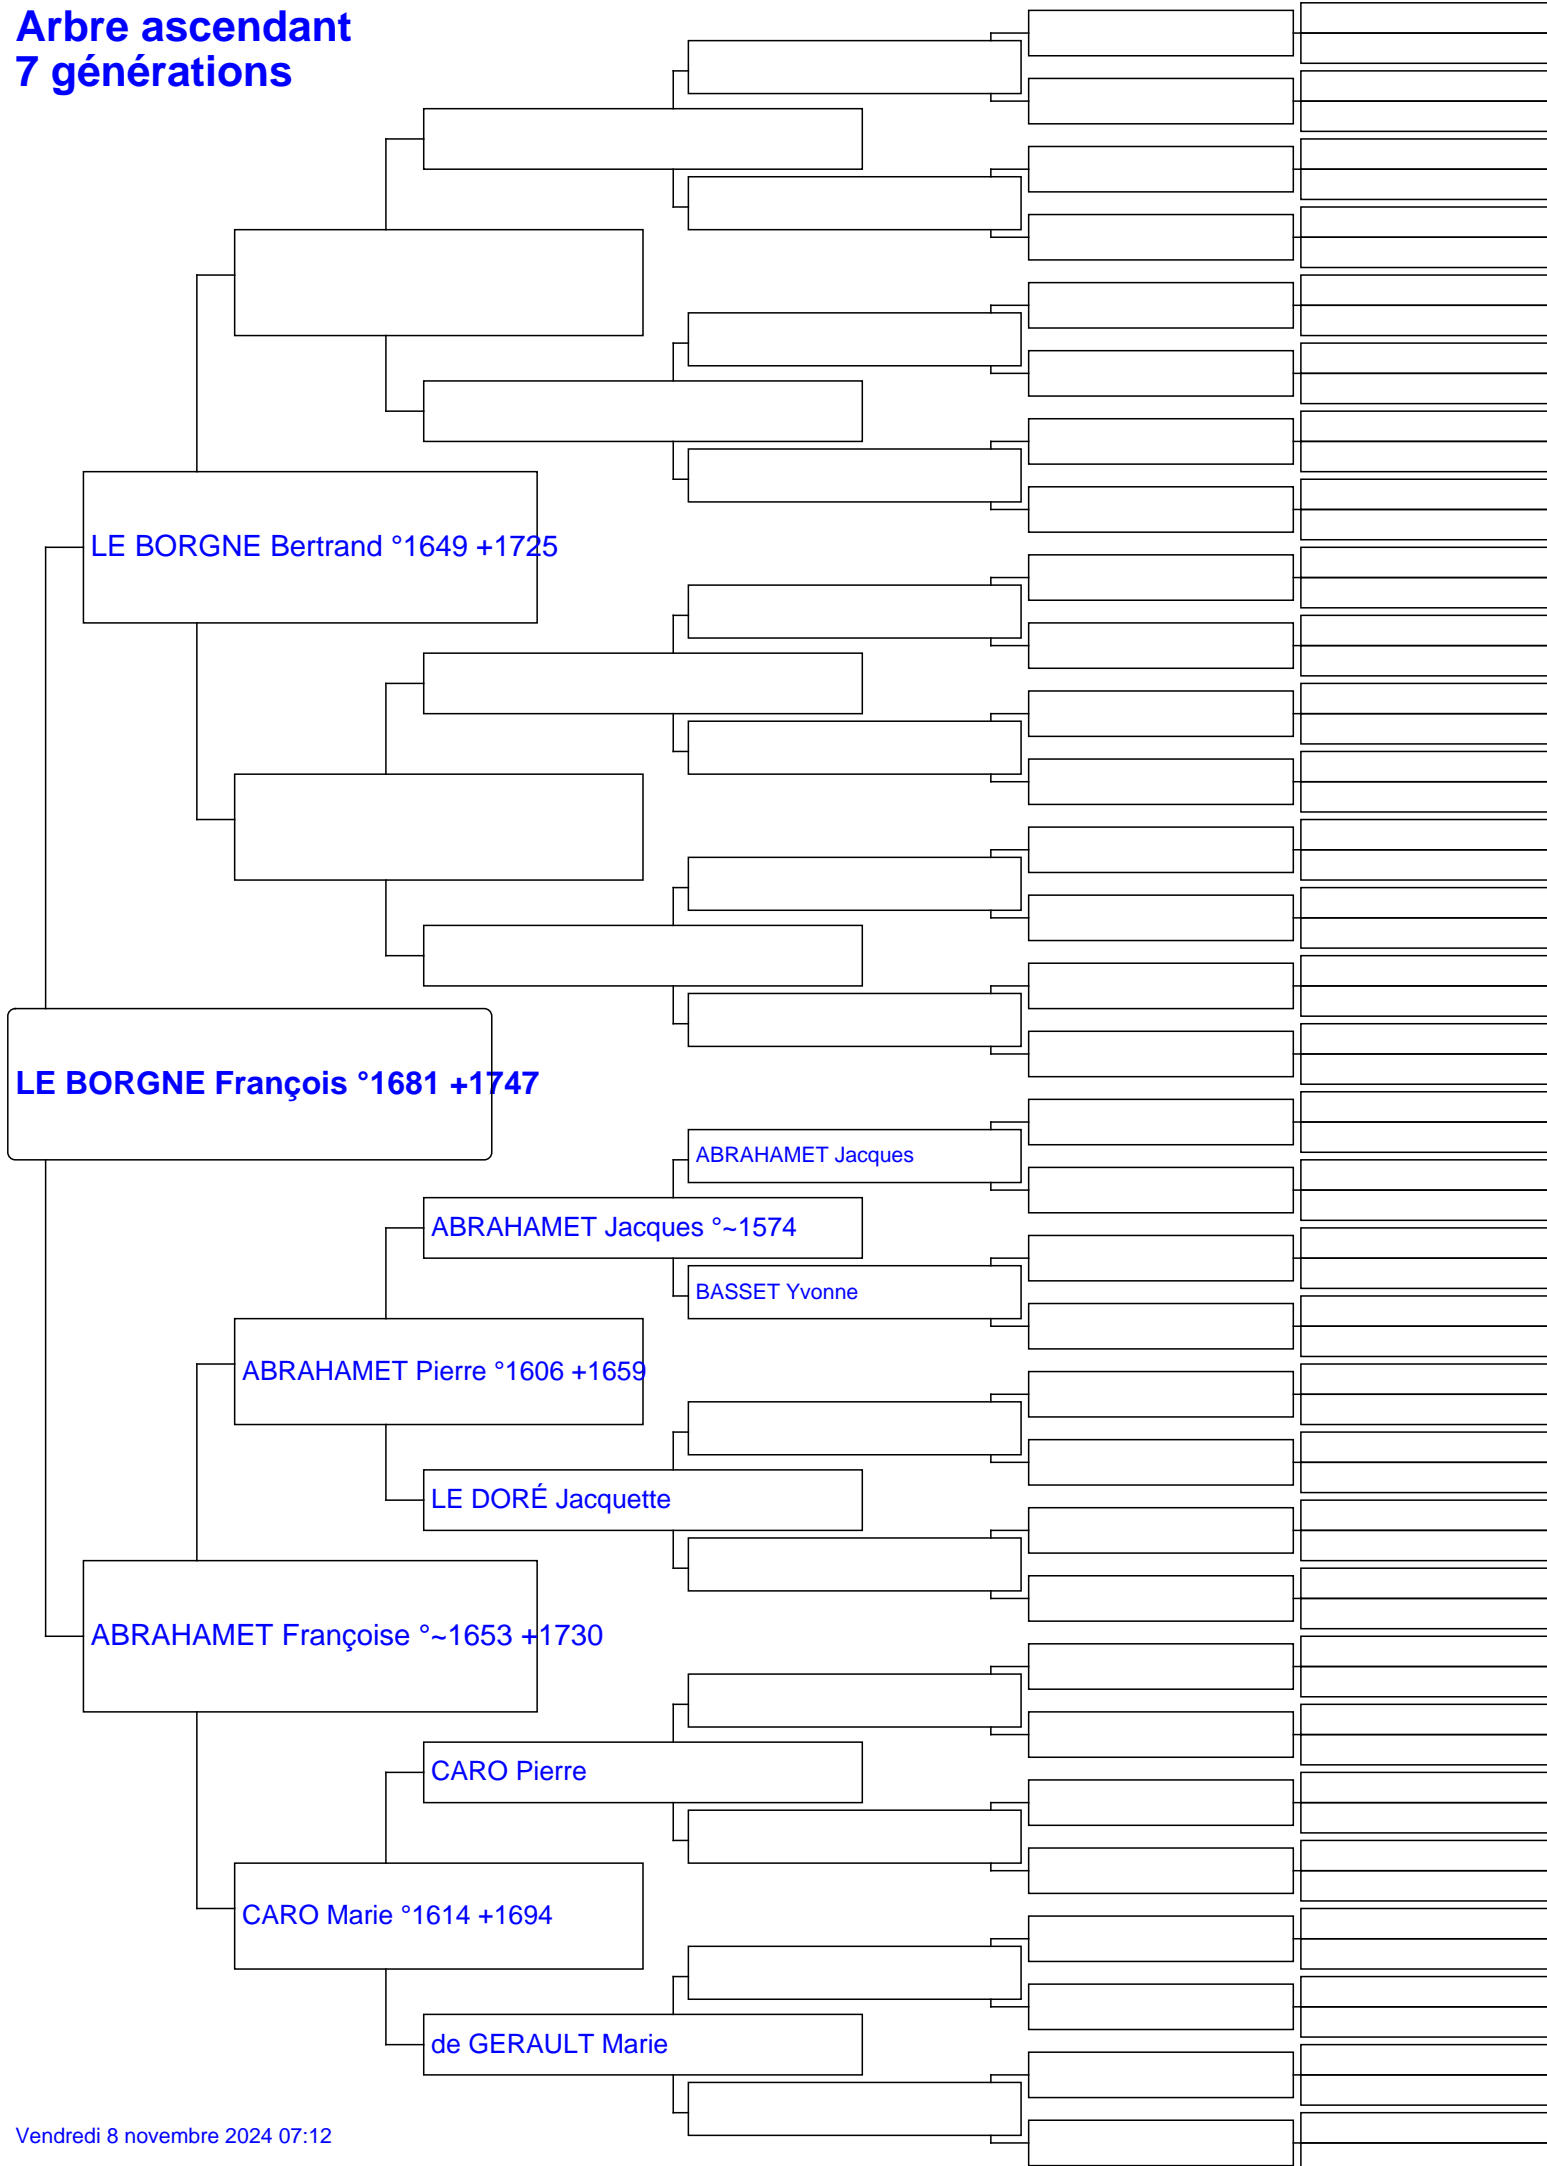 Arbre ascendant
7 générations
LE BORGNE Bertrand °1649 +1725
LE BORGNE François °1681 +1747
ABRAHAMET Jacques
ABRAHAMET Jacques °~1574
BASSET Yvonne
ABRAHAMET Pierre °1606 +1659
LE DORÉ Jacquette
ABRAHAMET Françoise °~1653 +1730
CARO Pierre
CARO Marie °1614 +1694
de GERAULT Marie
Vendredi 8 novembre 2024 07:12